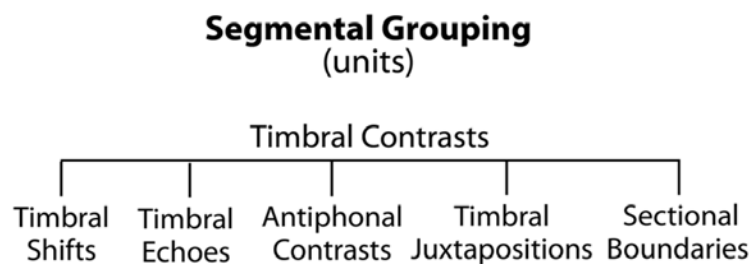 Segmental Grouping
(units)
Timbral Contrasts
Timbral Shifts
Timbral Echoes
Antiphonal Contrasts
Timbral Juxtapositions
Sectional Boundaries